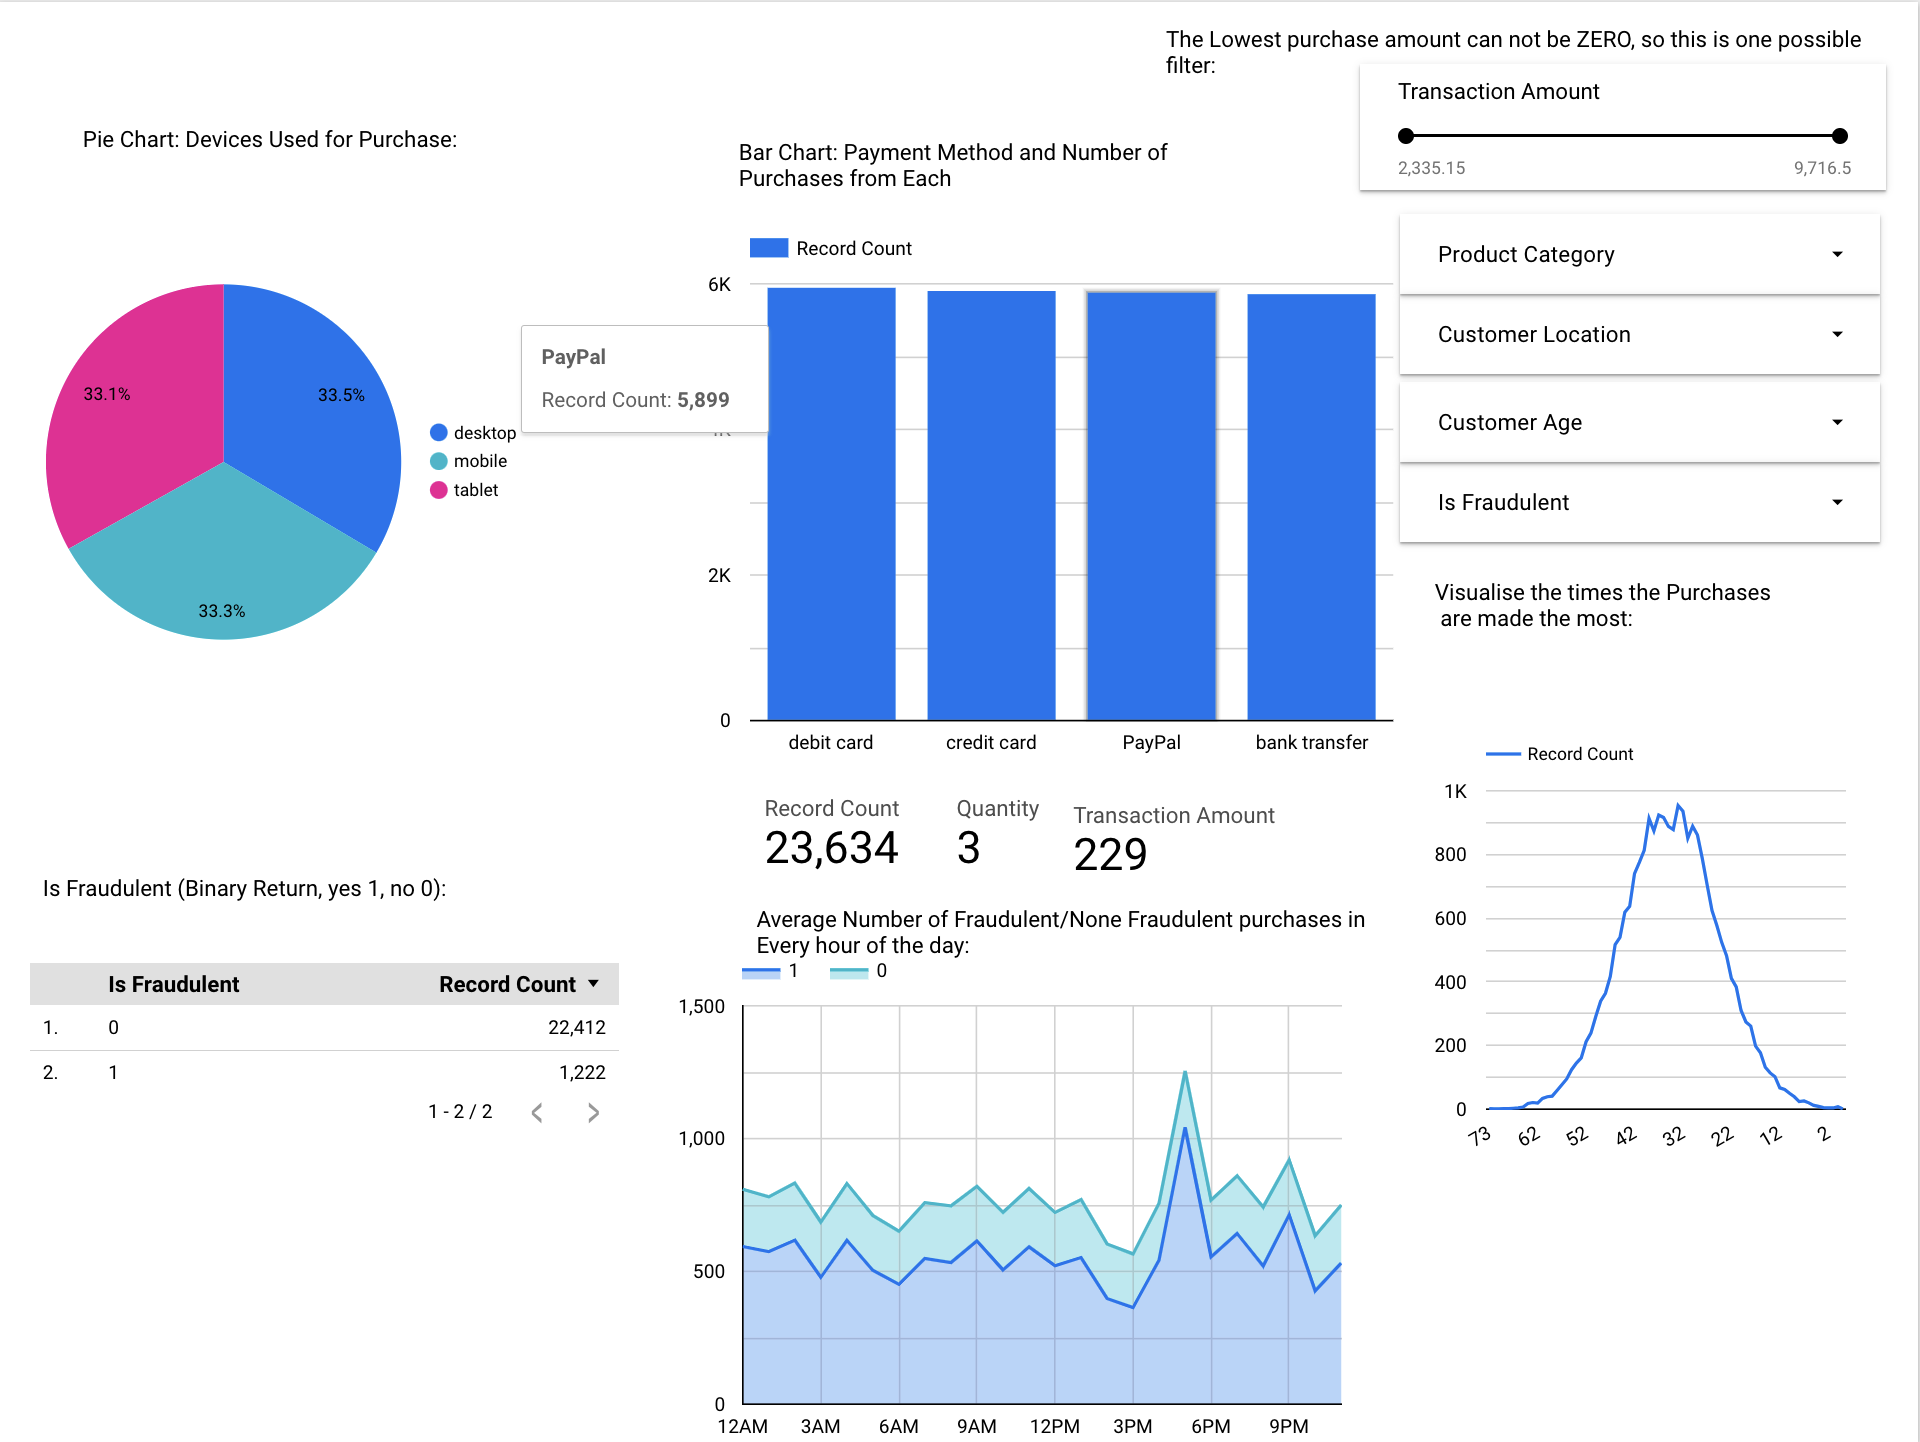 The Lowest purchase amount can not be ZERO, so this is one possible
filter:
Transaction Amount
2,335.15
9,716.5
Pie Chart: Devices Used for Purchase:
33.1%
33.5%
33.3%
desktop
mobile
tablet
Bar Chart: Payment Method and Number of
Purchases from Each
Record Count
6K
2K
0
PayPal
Record Count: 5,899
debit card
credit card
PayPal
bank transfer
Product Category
Customer Location
Customer Age
Is Fraudulent
Visualise the times the Purchases
are made the most:
Record Count
1K
800
600
400
200
0
73
62
52
42
32
22
12
2
Record Count
23,634
Quantity
3
Transaction Amount
229
Is Fraudulent (Binary Return, yes 1, no 0):
Is Fraudulent Record Count
1. 0 22,412
2. 1 1,222
1 - 2 / 2
Average Number of Fraudulent/None Fraudulent purchases in
Every hour of the day:
1 0
1,500
1,000
500
0
12AM
3AM
6AM
9AM
12PM
3PM
6PM
9PM